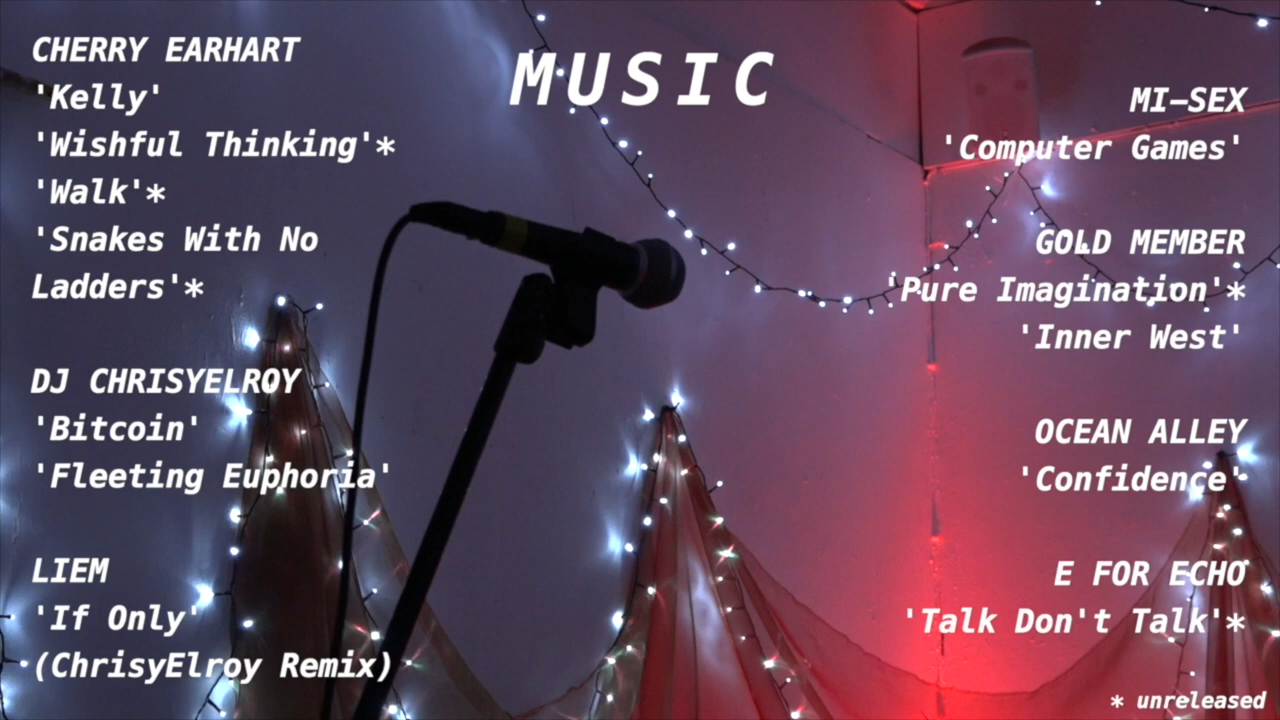 MUSIC
CHERRY EARHART
'Kelly'
'Wishful Thinking'*
'Walk'*
'Snakes With No
Ladders'*
DJ CHRISYELROY
'Bitcoin'
'Fleeting Euphoria'
LIEM
'If Only'
(ChrisyElroy Remix)
MI–SEX
'Computer Games'
GOLD MEMBER
'Pure Imagination'*
'Inner West'
OCEAN ALLEY
'Confidence'
E FOR ECHO
'Talk Don't Talk'*
* unreleased